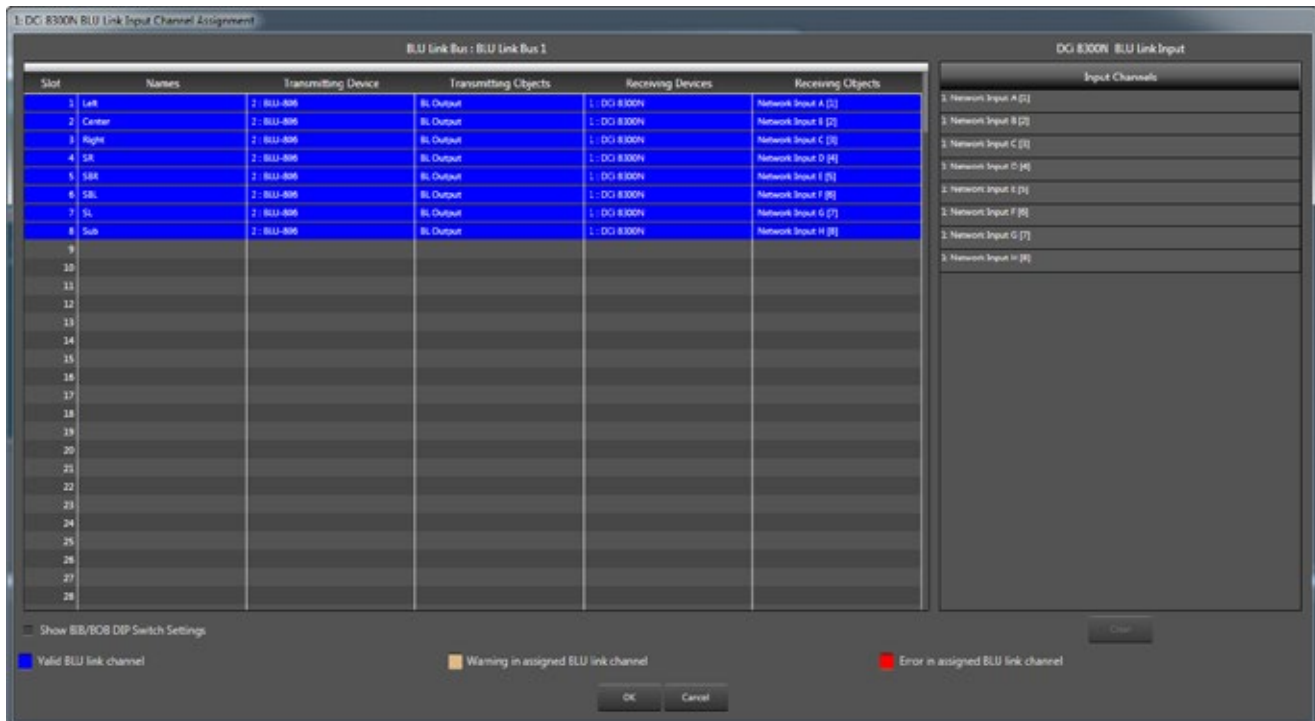 1: DCi 8300N BLU Link Input Channel Assignment
BLU Link Bus : BLU Link Bus 1 DCi 8300N BLU Link Input
Slot Names Transmitting Device Transmitting Objects Receiving Devices Receiving Objects Input Channels
1 Left 2 : BLU-806 BL Output 1 : DCi 8300N Network Input A [1] 1: Network Input A [1]
2 Center 2 : BLU-806 BL Output 1 : DCi 8300N Network Input B [2] 1: Network Input B [2]
3 Right 2 : BLU-806 BL Output 1 : DCi 8300N Network Input C [3] 1: Network Input C [3]
4 SR 2 : BLU-806 BL Output 1 : DCi 8300N Network Input D [4] 1: Network Input D [4]
5 SBR 2 : BLU-806 BL Output 1 : DCi 8300N Network Input E [5] 1: Network Input E [5]
6 SBL 2 : BLU-806 BL Output 1 : DCi 8300N Network Input F [6] 1: Network Input F [6]
7 SL 2 : BLU-806 BL Output 1 : DCi 8300N Network Input G [7] 1: Network Input G [7]
8 Sub 2 : BLU-806 BL Output 1 : DCi 8300N Network Input H [8] 1: Network Input H [8]
9
10
11
12
13
14
15
16
17
18
19
20
21
22
23
24
25
26
27
28
Show BIB/BOB DIP Switch Settings Clear
Valid BLU link channel Warning in assigned BLU link channel Error in assigned BLU link channel
OK Cancel